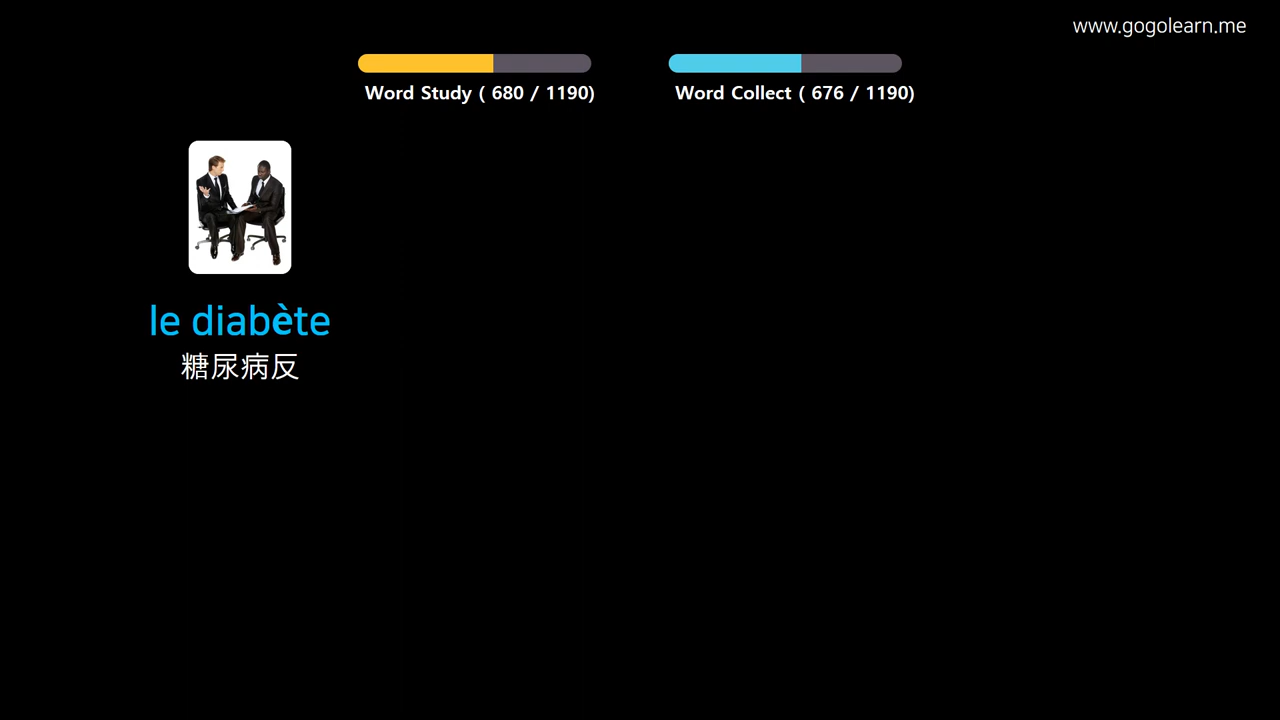 www.gogolearn.me
Word Study ( 680 / 1190)
Word Collect ( 676 / 1190)
le diabète
糖尿病反